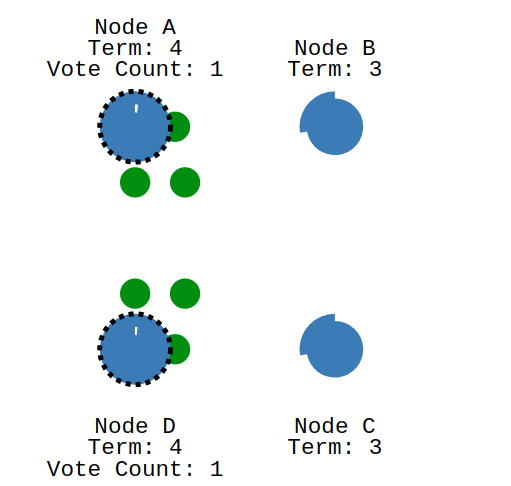 Node A
Term: 4
Vote Count: 1
Node B
Term: 3
Node D
Term: 4
Vote Count: 1
Node C
Term: 3